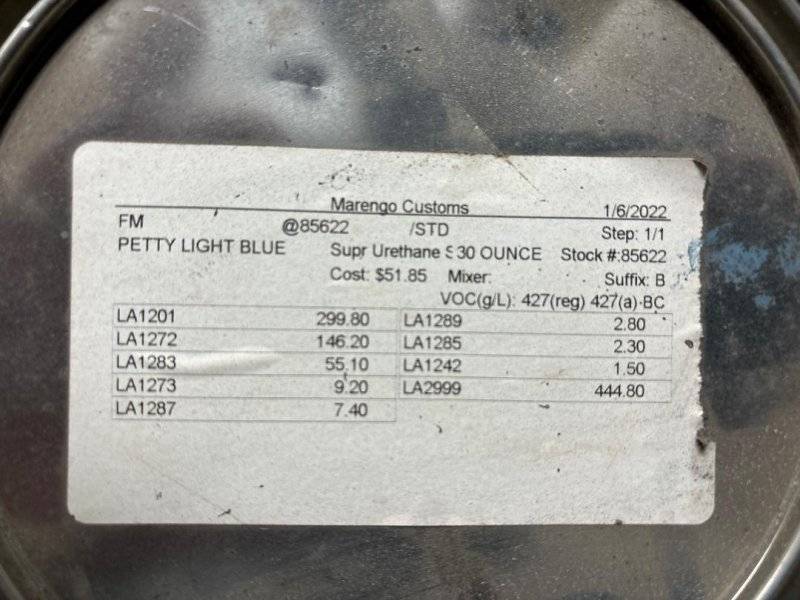 Marengo Customs 1/6/2022
FM @85622 /STD Step: 1/1
PETTY LIGHT BLUE Supr Urethane S 30 OUNCE Stock #:85622
Cost: $51.85 Mixer: Suffix: B
VOC(g/L): 427(reg) 427(a) BC
LA1201 299.80 LA1289 2.80
LA1272 146.20 LA1285 2.30
LA1283 55.10 LA1242 1.50
LA1273 9.20 LA2999 444.80
LA1287 7.40